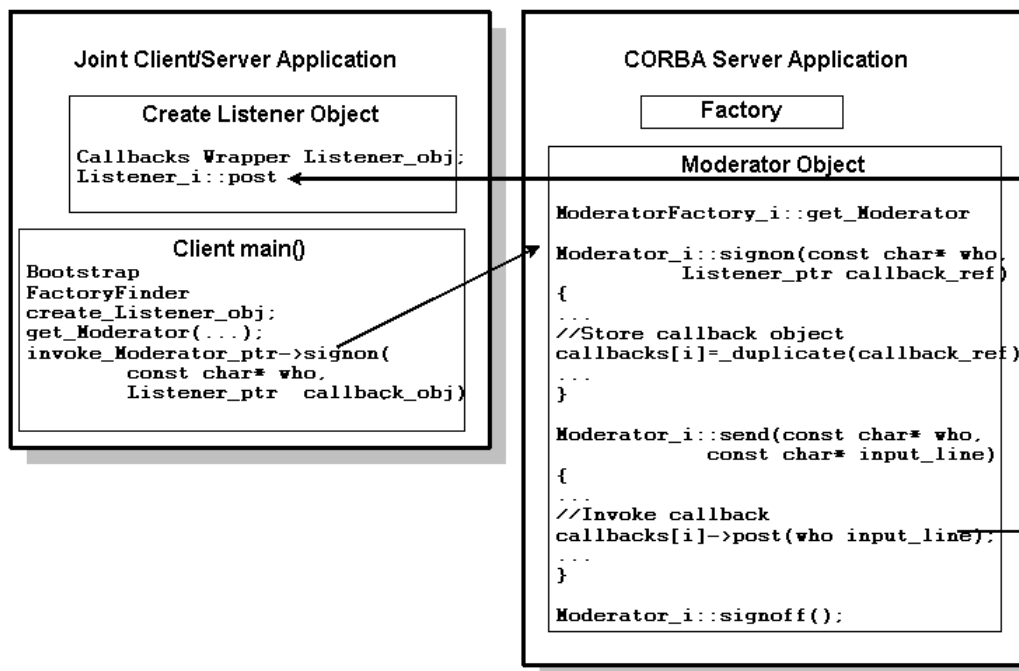 Joint Client/Server Application
Create Listener Object
Callbacks Wrapper Listener_obj;
Listener_i::post
Client main()
Bootstrap
FactoryFinder
create_Listener_obj;
get_Moderator(...);
invoke_Moderator_ptr->signon(
const char* who,
Listener_ptr callback_obj)
CORBA Server Application
Factory
Moderator Object
ModeratorFactory_i::get_Moderator
Moderator_i::signon(const char* who,
Listener_ptr callback_ref)
{
...
//Store callback object
callbacks[i]=_duplicate(callback_ref)
...
}
Moderator_i::send(const char* who,
const char* input_line)
{
...
//Invoke callback
callbacks[i]->post(who input_line);
...
}
Moderator_i::signoff();